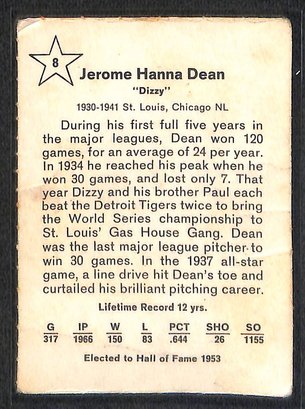 8
Jerome Hanna Dean
"Dizzy"
1930-1941 St. Louis, Chicago NL
During his first full five years in
the major leagues, Dean won 120
games, for an average of 24 per year.
In 1934 he reached his peak when he
won 30 games, and lost only 7. That
year Dizzy and his brother Paul each
beat the Detroit Tigers twice to bring
the World Series championship to
St. Louis' Gas House Gang. Dean
was the last major league pitcher to
win 30 games. In the 1937 all-star
game, a line drive hit Dean's toe and
curtailed his brilliant pitching career.
Lifetime Record 12 yrs.
G IP W L PCT SHO SO
317 1966 150 83 .644 26 1155
Elected to Hall of Fame 1953